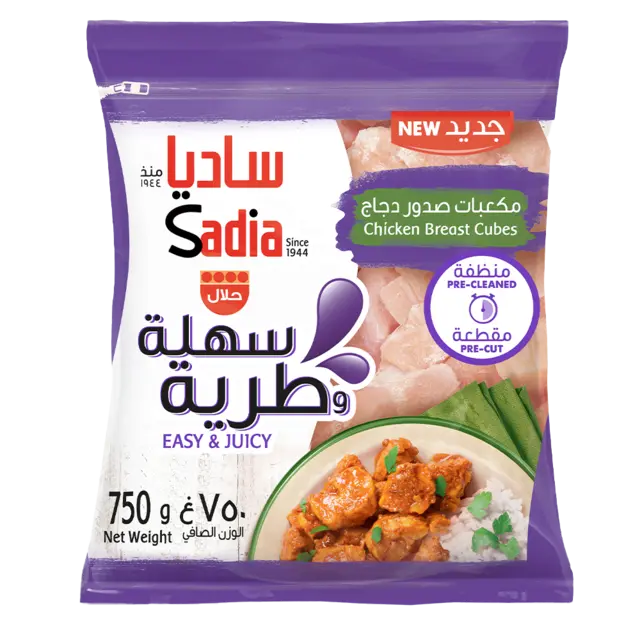 جديد NEW
ساديا
منذ
١٩٤٤
Sadia
Since
1944
مكعبات صدور دجاج
Chicken Breast Cubes
حلال
منظفة
PRE-CLEANED
مقطعة
PRE-CUT
سهلة
و طرية
EASY & JUICY
750 g ٧٥٠ غ
Net Weight الوزن الصافي